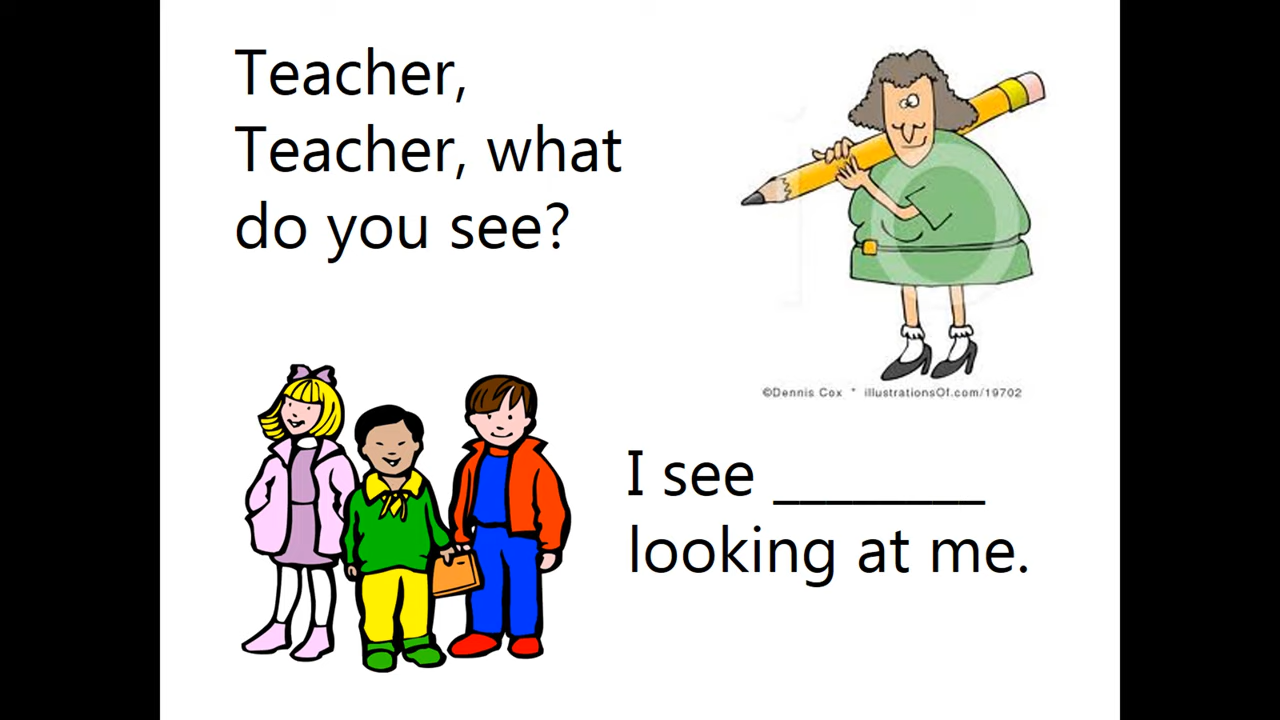 Teacher,
Teacher, what
do you see?
©Dennis Cox * illustrationsOf.com/19702
I see ________
looking at me.